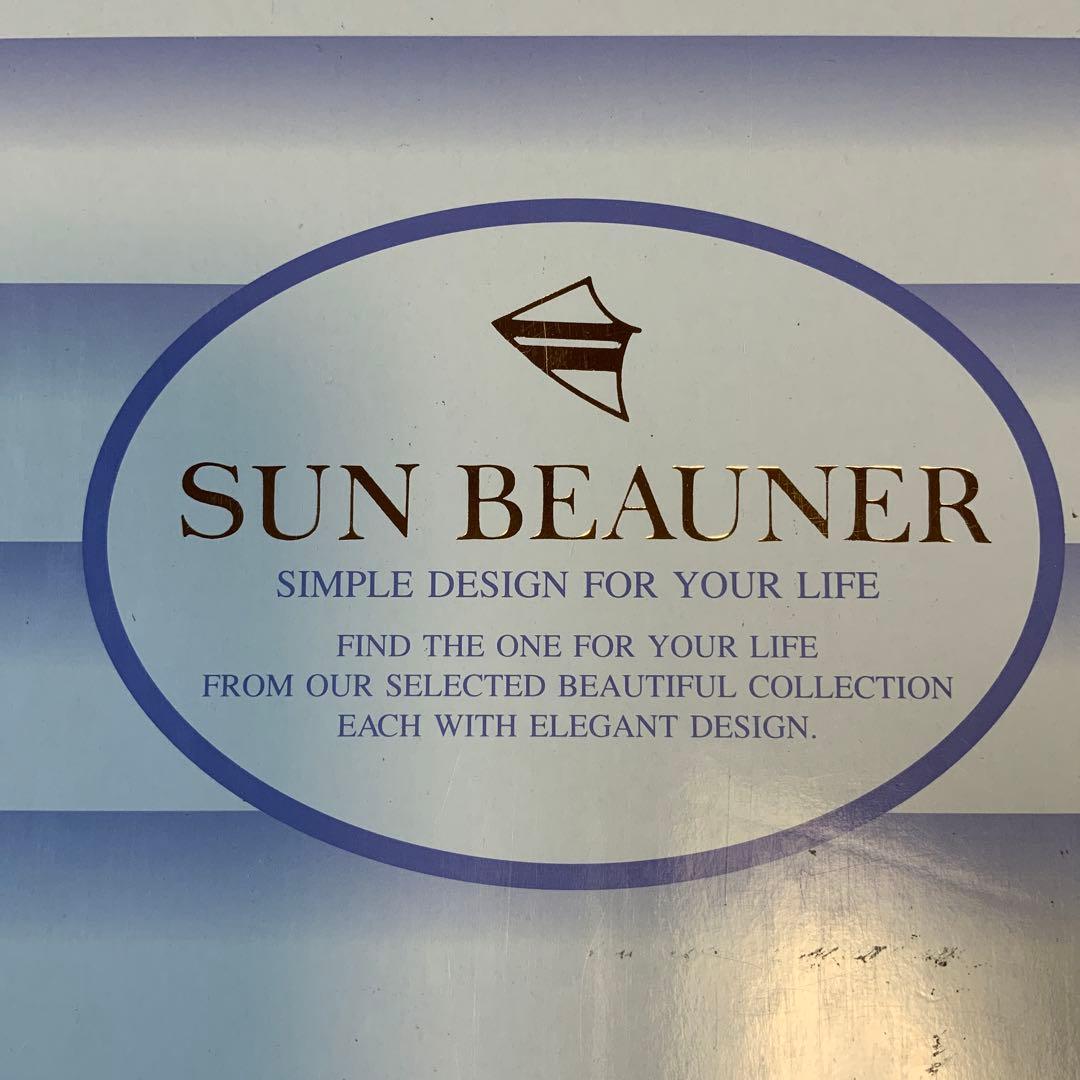 SUN BEAUNER
SIMPLE DESIGN FOR YOUR LIFE
FIND THE ONE FOR YOUR LIFE
FROM OUR SELECTED BEAUTIFUL COLLECTION
EACH WITH ELEGANT DESIGN.